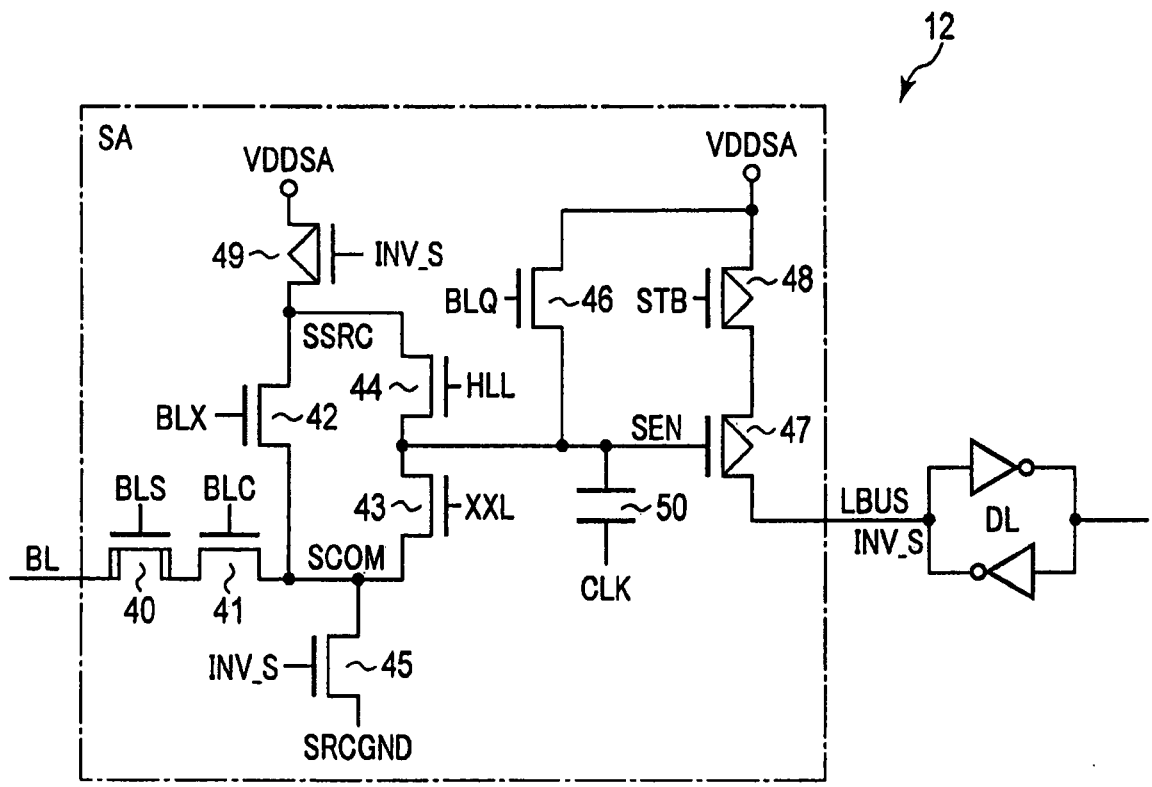 12
SA
VDDSA
VDDSA
49
INV_S
BLQ
46
STB
48
SSRC
44
HLL
BLX
42
SEN
47
BLS
BLC
43
XXL
50
LBUS
DL
INV_S
BL
SCOM
CLK
40
41
INV_S
45
SRCGND